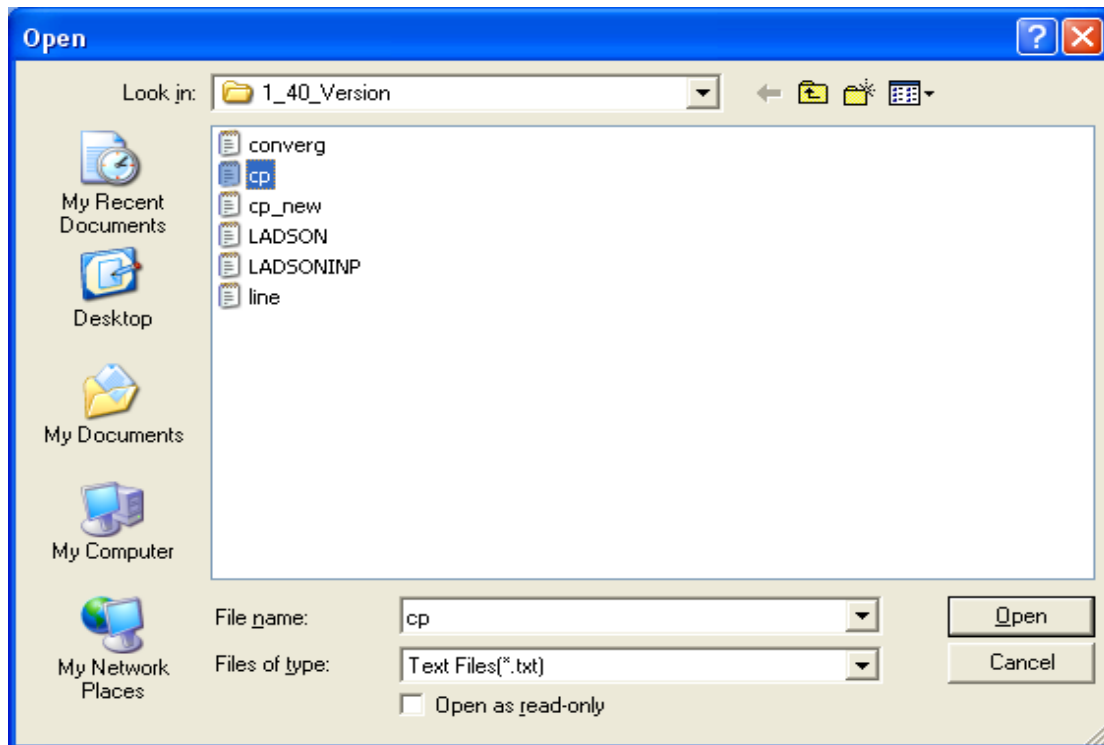 Open
Look in: 1_40_Version
My Recent
Documents
Desktop
My Documents
My Computer
My Network
Places
converg
cp
cp_new
LADSON
LADSONINP
line
File name: cp Open
Files of type: Text Files(*.txt) Cancel
Open as read-only